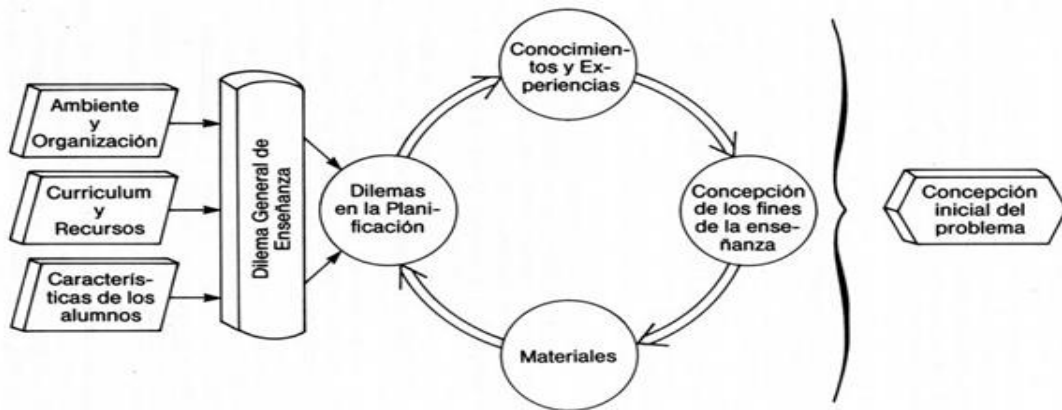 Ambiente
y
Organización
Curriculum
y
Recursos
Caracterís-
ticas de los
alumnos
Dilema General de
Enseñanza
Dilemas
en la Plani-
ficación
Conocimien-
tos y Ex-
periencias
Concepción
de los fines
de la ense-
ñanza
Materiales
Concepción
inicial del
problema